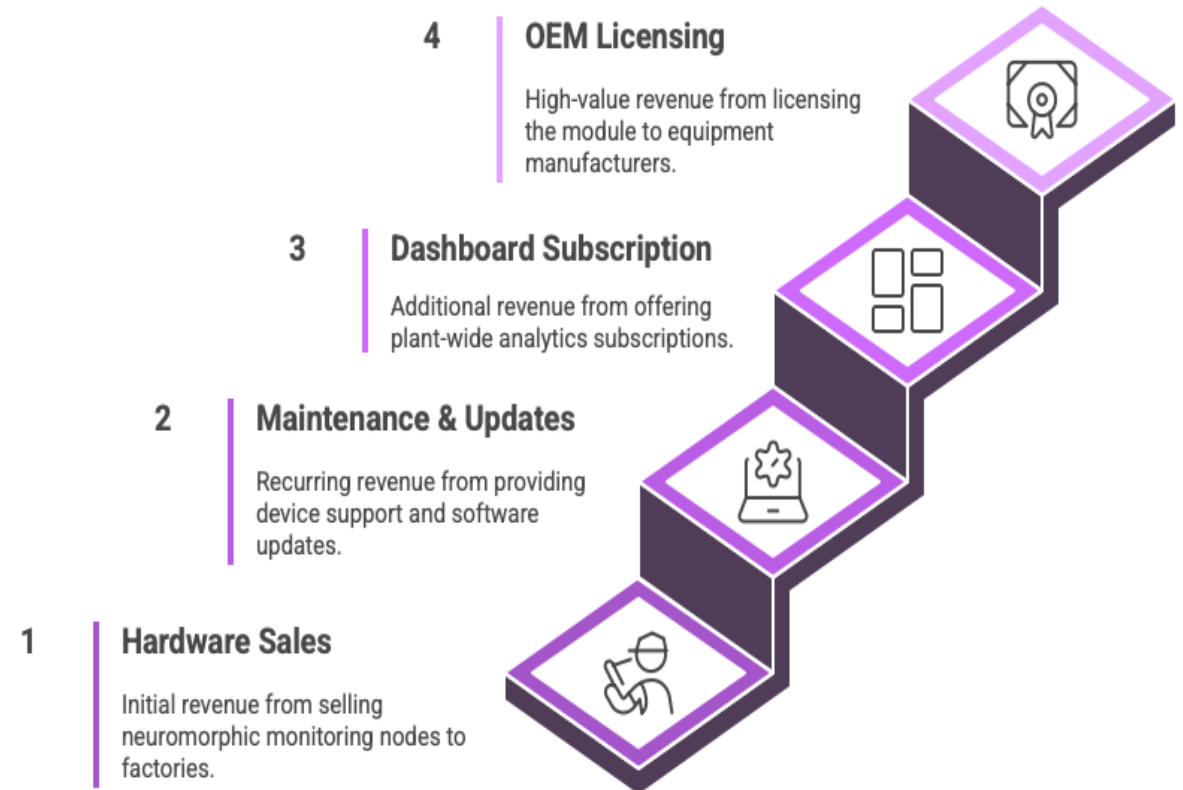 4
OEM Licensing
High-value revenue from licensing
the module to equipment
manufacturers.
3
Dashboard Subscription
Additional revenue from offering
plant-wide analytics subscriptions.
2
Maintenance & Updates
Recurring revenue from providing
device support and software
updates.
1
Hardware Sales
Initial revenue from selling
neuromorphic monitoring nodes to
factories.